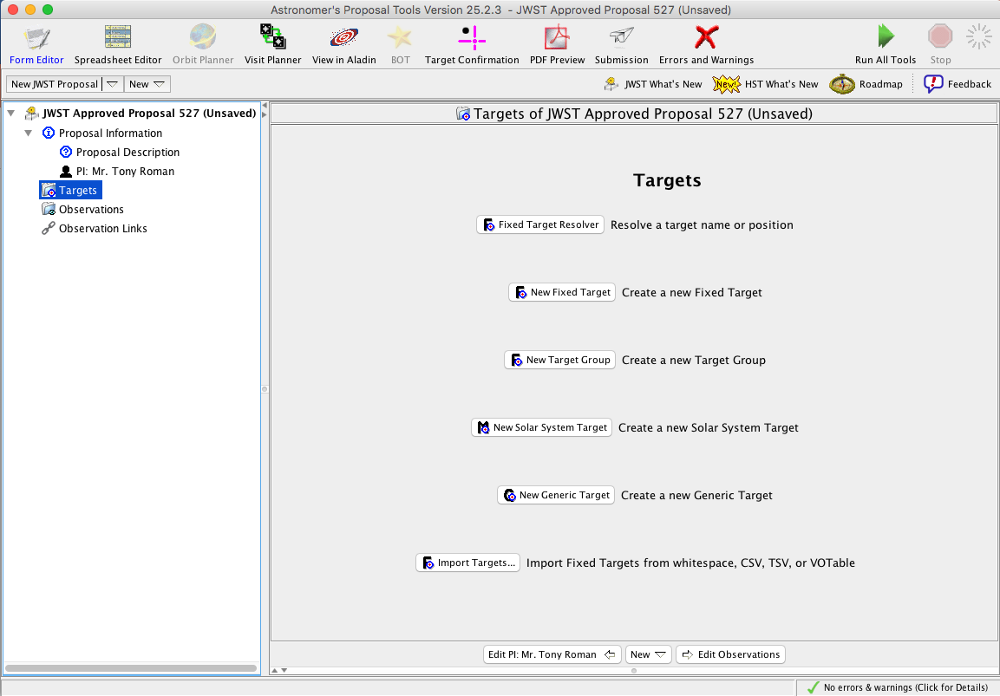 Astronomer's Proposal Tools Version 25.2.3 - JWST Approved Proposal 527 (Unsaved)
Form Editor Spreadsheet Editor Orbit Planner Visit Planner View in Aladin BOT Target Confirmation PDF Preview Submission Errors and Warnings Run All Tools Stop
New JWST Proposal New JWST What's New New! HST What's New Roadmap Feedback
JWST Approved Proposal 527 (Unsaved)
Proposal Information
Proposal Description
PI: Mr. Tony Roman
Targets
Observations
Observation Links
Targets of JWST Approved Proposal 527 (Unsaved)
Targets
Fixed Target Resolver Resolve a target name or position
New Fixed Target Create a new Fixed Target
New Target Group Create a new Target Group
New Solar System Target Create a new Solar System Target
New Generic Target Create a new Generic Target
Import Targets... Import Fixed Targets from whitespace, CSV, TSV, or VOTable
Edit PI: Mr. Tony Roman New Edit Observations
No errors & warnings (Click for Details)